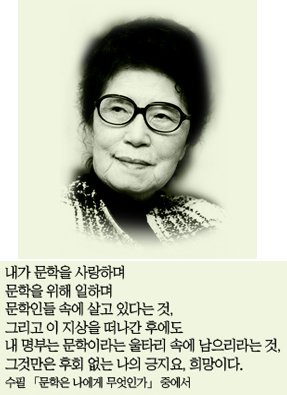 내가 문학을 사랑하며
문학을 위해 일하며
문학인들 속에 살고 있다는 것,
그리고 이 지상을 떠나간 후에도
내 명부는 문학이라는 울타리 속에 남으리라는 것,
그것만은 후회 없는 나의 긍지요, 희망이다.
수필 「문학은 나에게 무엇인가」 중에서